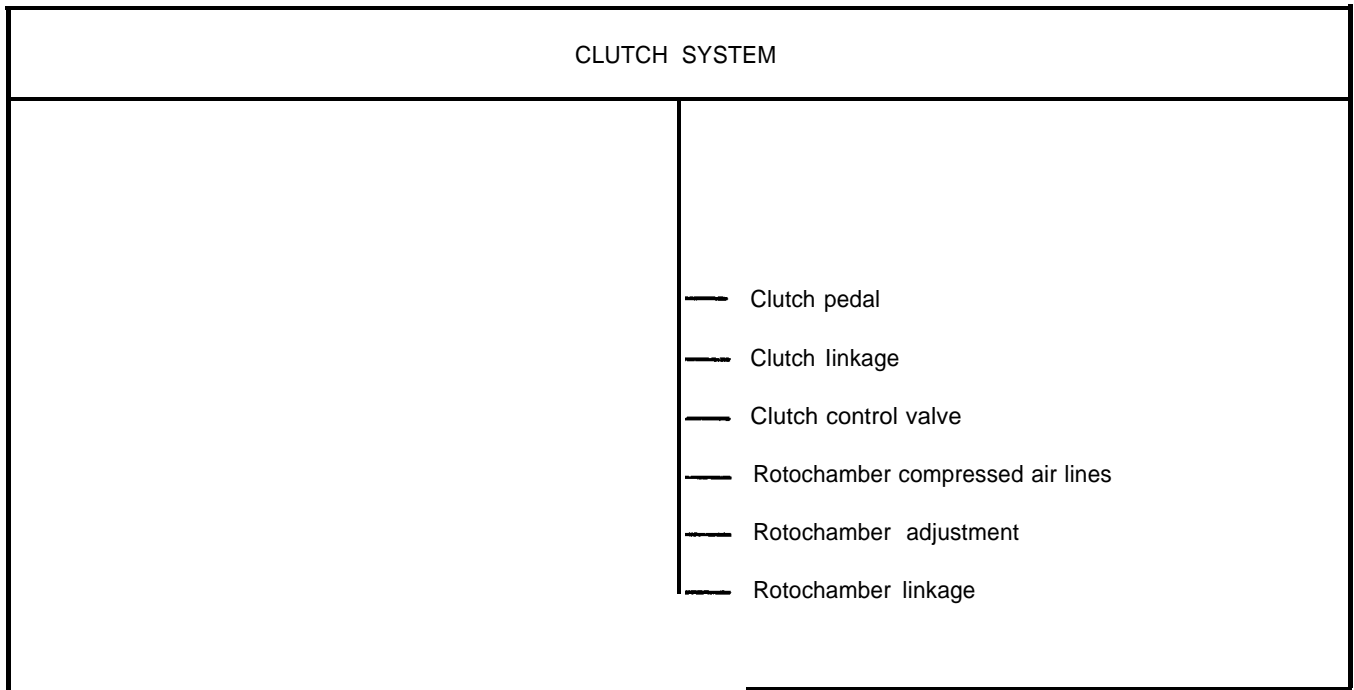 CLUTCH SYSTEM
Clutch pedal
Clutch linkage
Clutch control valve
Rotochamber compressed air lines
Rotochamber adjustment
Rotochamber linkage